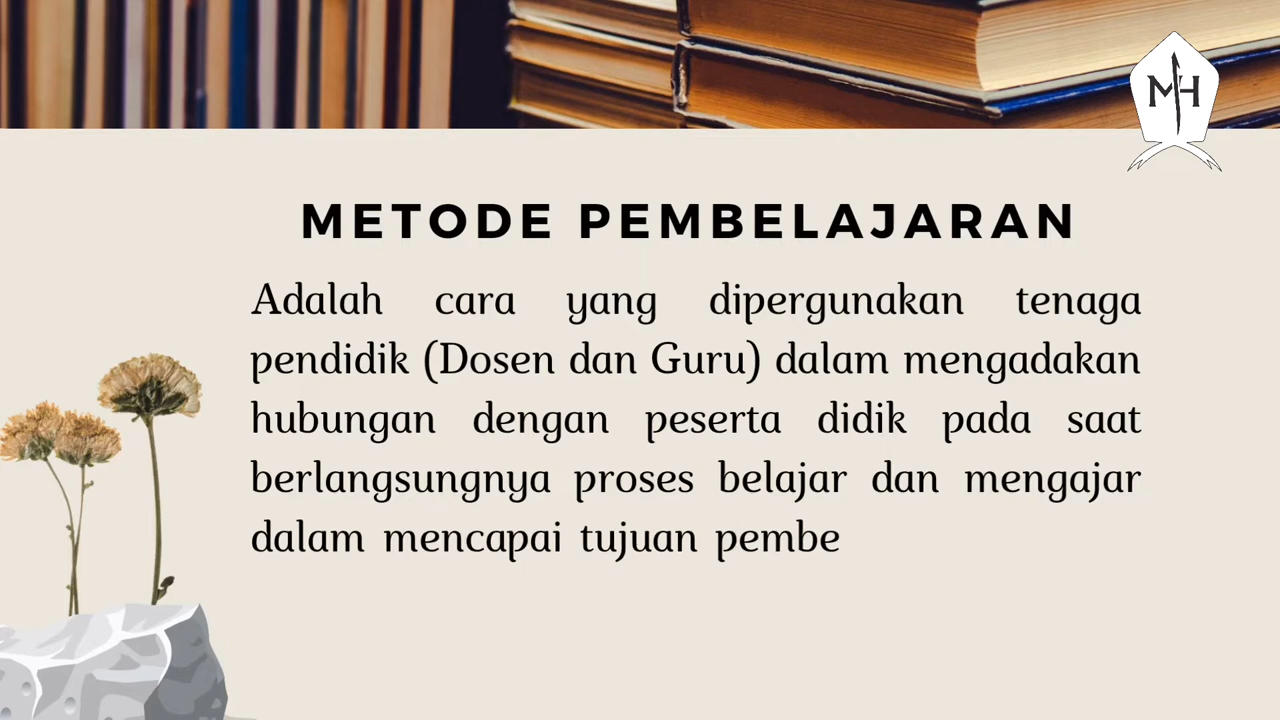 MH
METODE PEMBELAJARAN
Adalah cara yang dipergunakan tenaga
pendidik (Dosen dan Guru) dalam mengadakan
hubungan dengan peserta didik pada saat
berlangsungnya proses belajar dan mengajar
dalam mencapai tujuan pembe